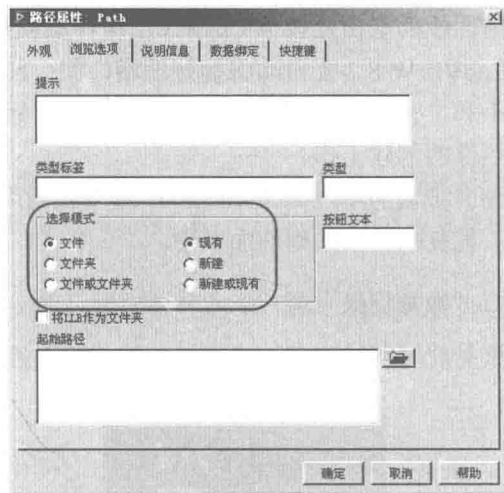 路径属性: Path
外观 浏览选项 说明信息 数据绑定 快捷键
提示
类型标签 类型
选择模式 按钮文本
文件 现有
文件夹 新建
文件或文件夹 新建或现有
将LLB作为文件夹
起始路径
确定 取消 帮助